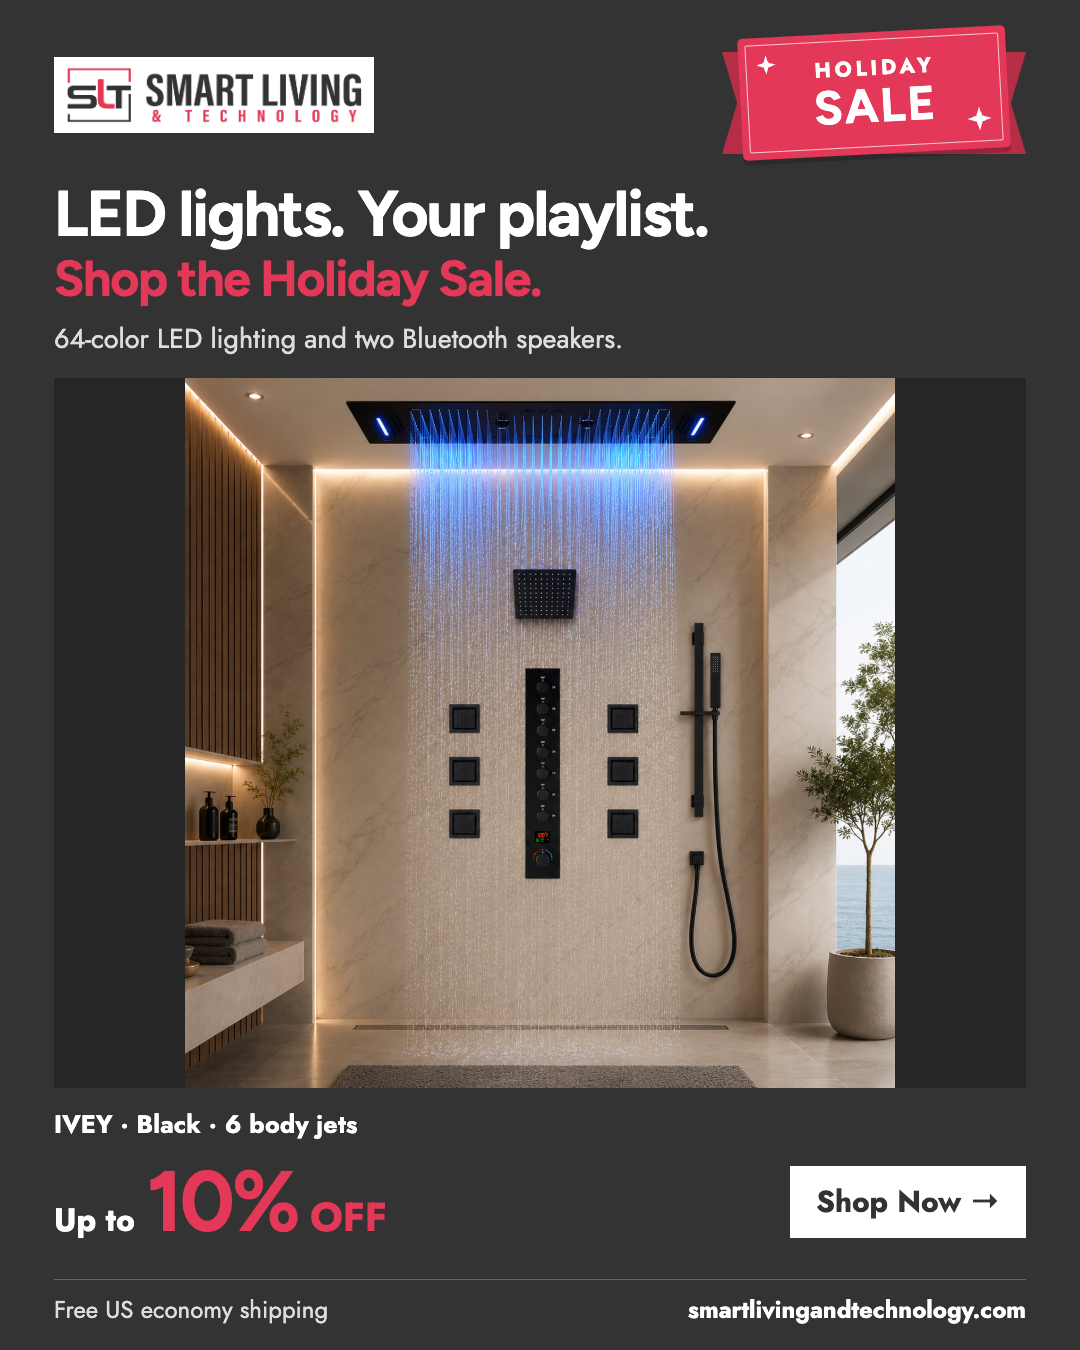 SLT SMART LIVING
& TECHNOLOGY
HOLIDAY
SALE
LED lights. Your playlist.
Shop the Holiday Sale.
64-color LED lighting and two Bluetooth speakers.
IVEY · Black · 6 body jets
Up to 10% OFF
Shop Now →
Free US economy shipping
smartlivingandtechnology.com